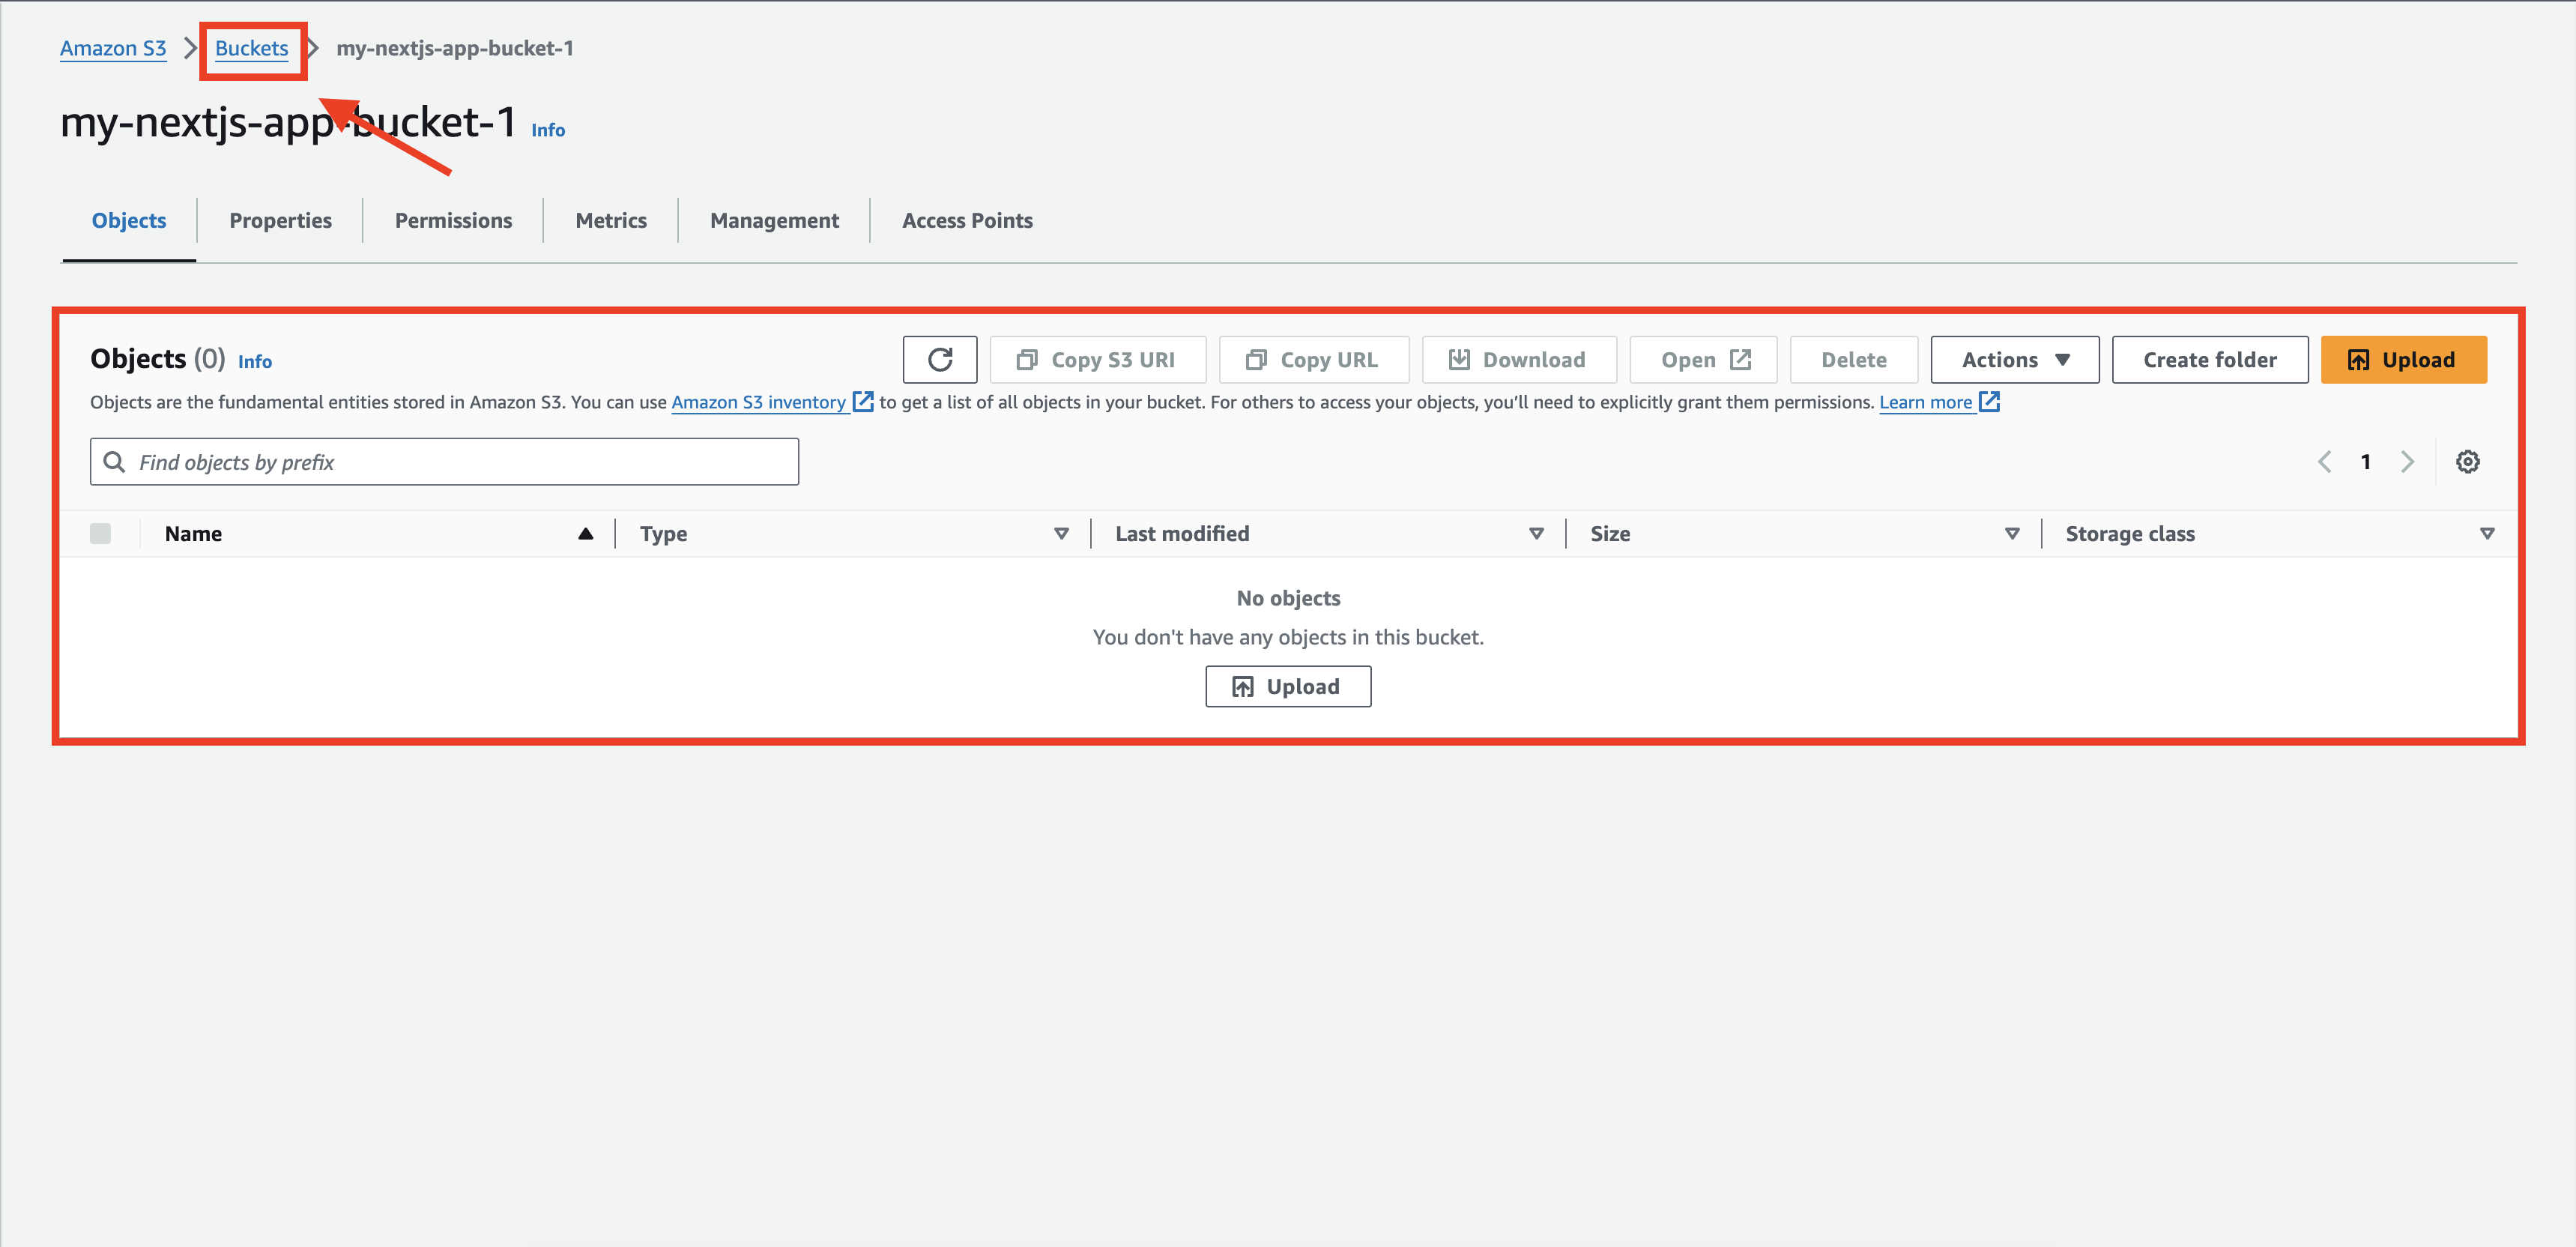 Amazon S3 > Buckets > my-nextjs-app-bucket-1
my-nextjs-app-bucket-1 Info
Objects Properties Permissions Metrics Management Access Points
Objects (0) Info
Copy S3 URI Copy URL Download Open Delete Actions Create folder Upload
Objects are the fundamental entities stored in Amazon S3. You can use Amazon S3 inventory to get a list of all objects in your bucket. For others to access your objects, you’ll need to explicitly grant them permissions. Learn more
Find objects by prefix
1
Name Type Last modified Size Storage class
No objects
You don't have any objects in this bucket.
Upload